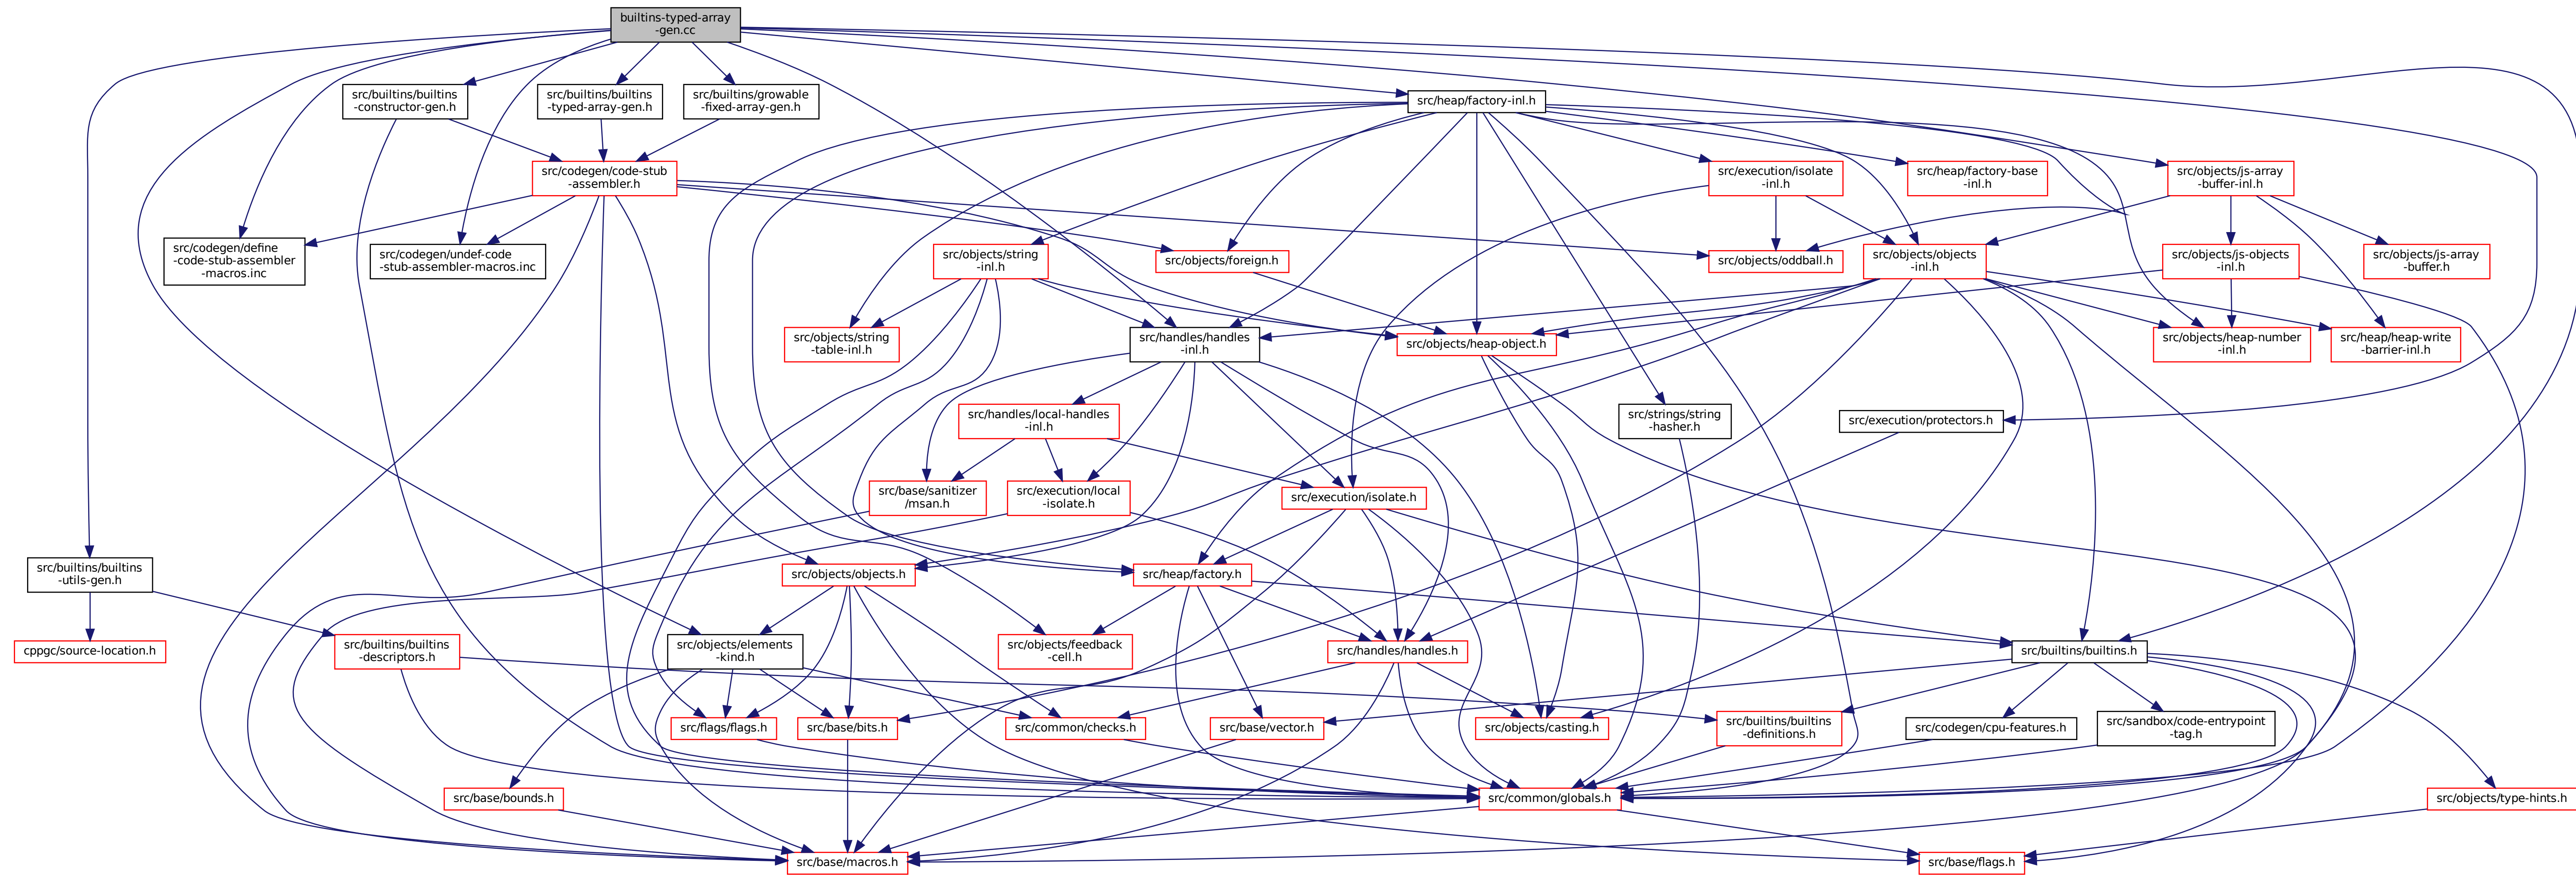 builtins-typed-array
-gen.cc
src/builtins/builtins
-constructor-gen.h
src/builtins/builtins
-typed-array-gen.h
src/builtins/growable
-fixed-array-gen.h
src/heap/factory-inl.h
src/codegen/code-stub
-assembler.h
src/execution/isolate
-inl.h
src/heap/factory-base
-inl.h
src/objects/js-array
-buffer-inl.h
src/codegen/define
-code-stub-assembler
-macros.inc
src/codegen/undef-code
-stub-assembler-macros.inc
src/objects/string
-inl.h
src/objects/foreign.h
src/objects/oddball.h
src/objects/objects
-inl.h
src/objects/js-objects
-inl.h
src/objects/js-array
-buffer.h
src/objects/string
-table-inl.h
src/handles/handles
-inl.h
src/objects/heap-object.h
src/objects/heap-number
-inl.h
src/heap/heap-write
-barrier-inl.h
src/handles/local-handles
-inl.h
src/strings/string
-hasher.h
src/execution/protectors.h
src/base/sanitizer
/msan.h
src/execution/local
-isolate.h
src/execution/isolate.h
src/builtins/builtins
-utils-gen.h
src/objects/objects.h
src/heap/factory.h
cppgc/source-location.h
src/builtins/builtins
-descriptors.h
src/objects/elements
-kind.h
src/objects/feedback
-cell.h
src/handles/handles.h
src/builtins/builtins.h
src/flags/flags.h
src/base/bits.h
src/common/checks.h
src/base/vector.h
src/objects/casting.h
src/builtins/builtins
-definitions.h
src/codegen/cpu-features.h
src/sandbox/code-entrypoint
-tag.h
src/base/bounds.h
src/common/globals.h
src/objects/type-hints.h
src/base/macros.h
src/base/flags.h